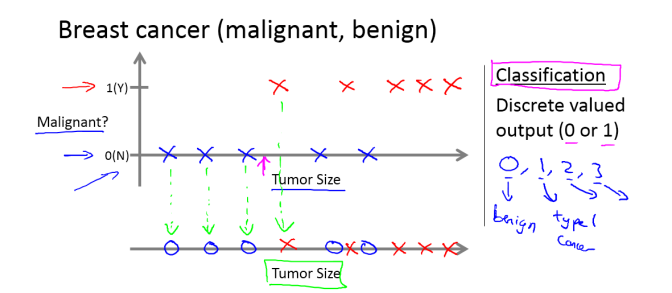 Breast cancer (malignant, benign)
1(Y)
Malignant?
0(N)
Tumor Size
Tumor Size
Classification
Discrete valued
output (0 or 1)
0, 1, 2, 3
benign type 1
cancer